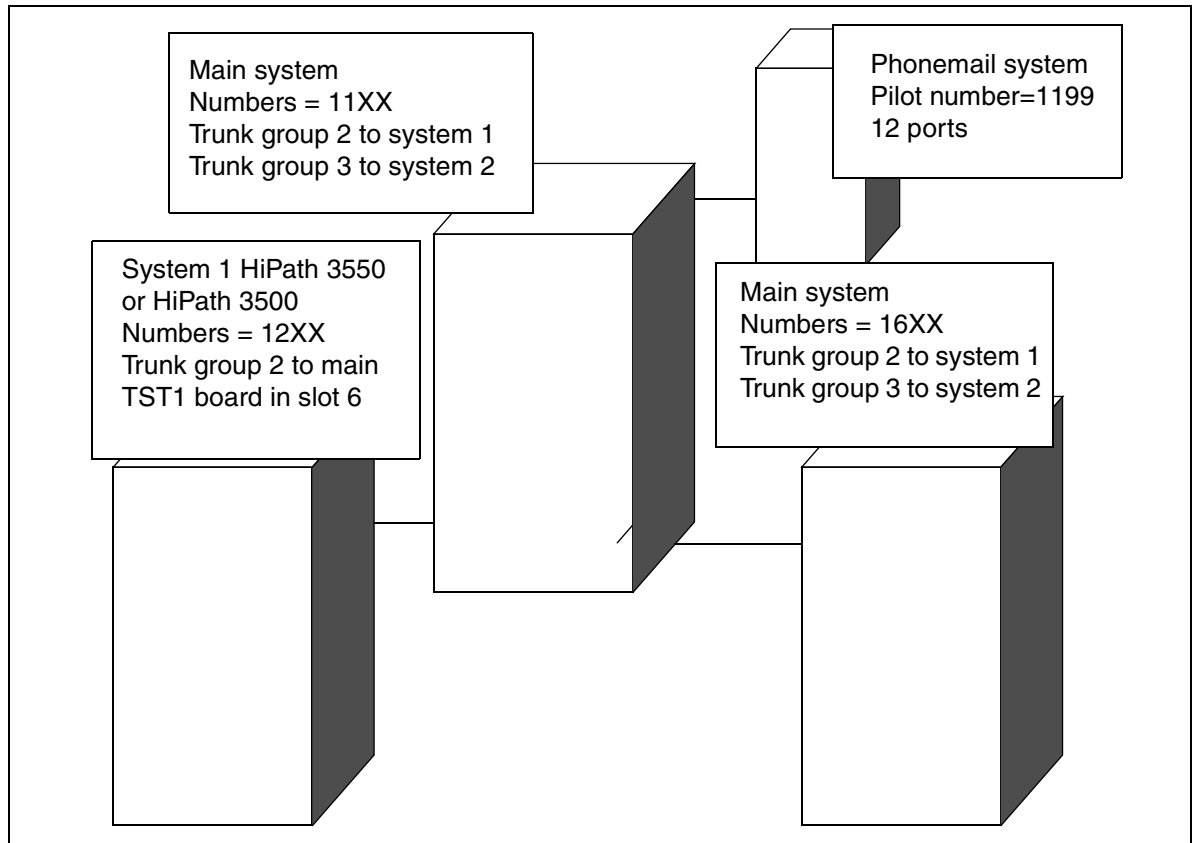 Main system
Numbers = 11XX
Trunk group 2 to system 1
Trunk group 3 to system 2
Phonemail system
Pilot number=1199
12 ports
System 1 HiPath 3550
or HiPath 3500
Numbers = 12XX
Trunk group 2 to main
TST1 board in slot 6
Main system
Numbers = 16XX
Trunk group 2 to system 1
Trunk group 3 to system 2